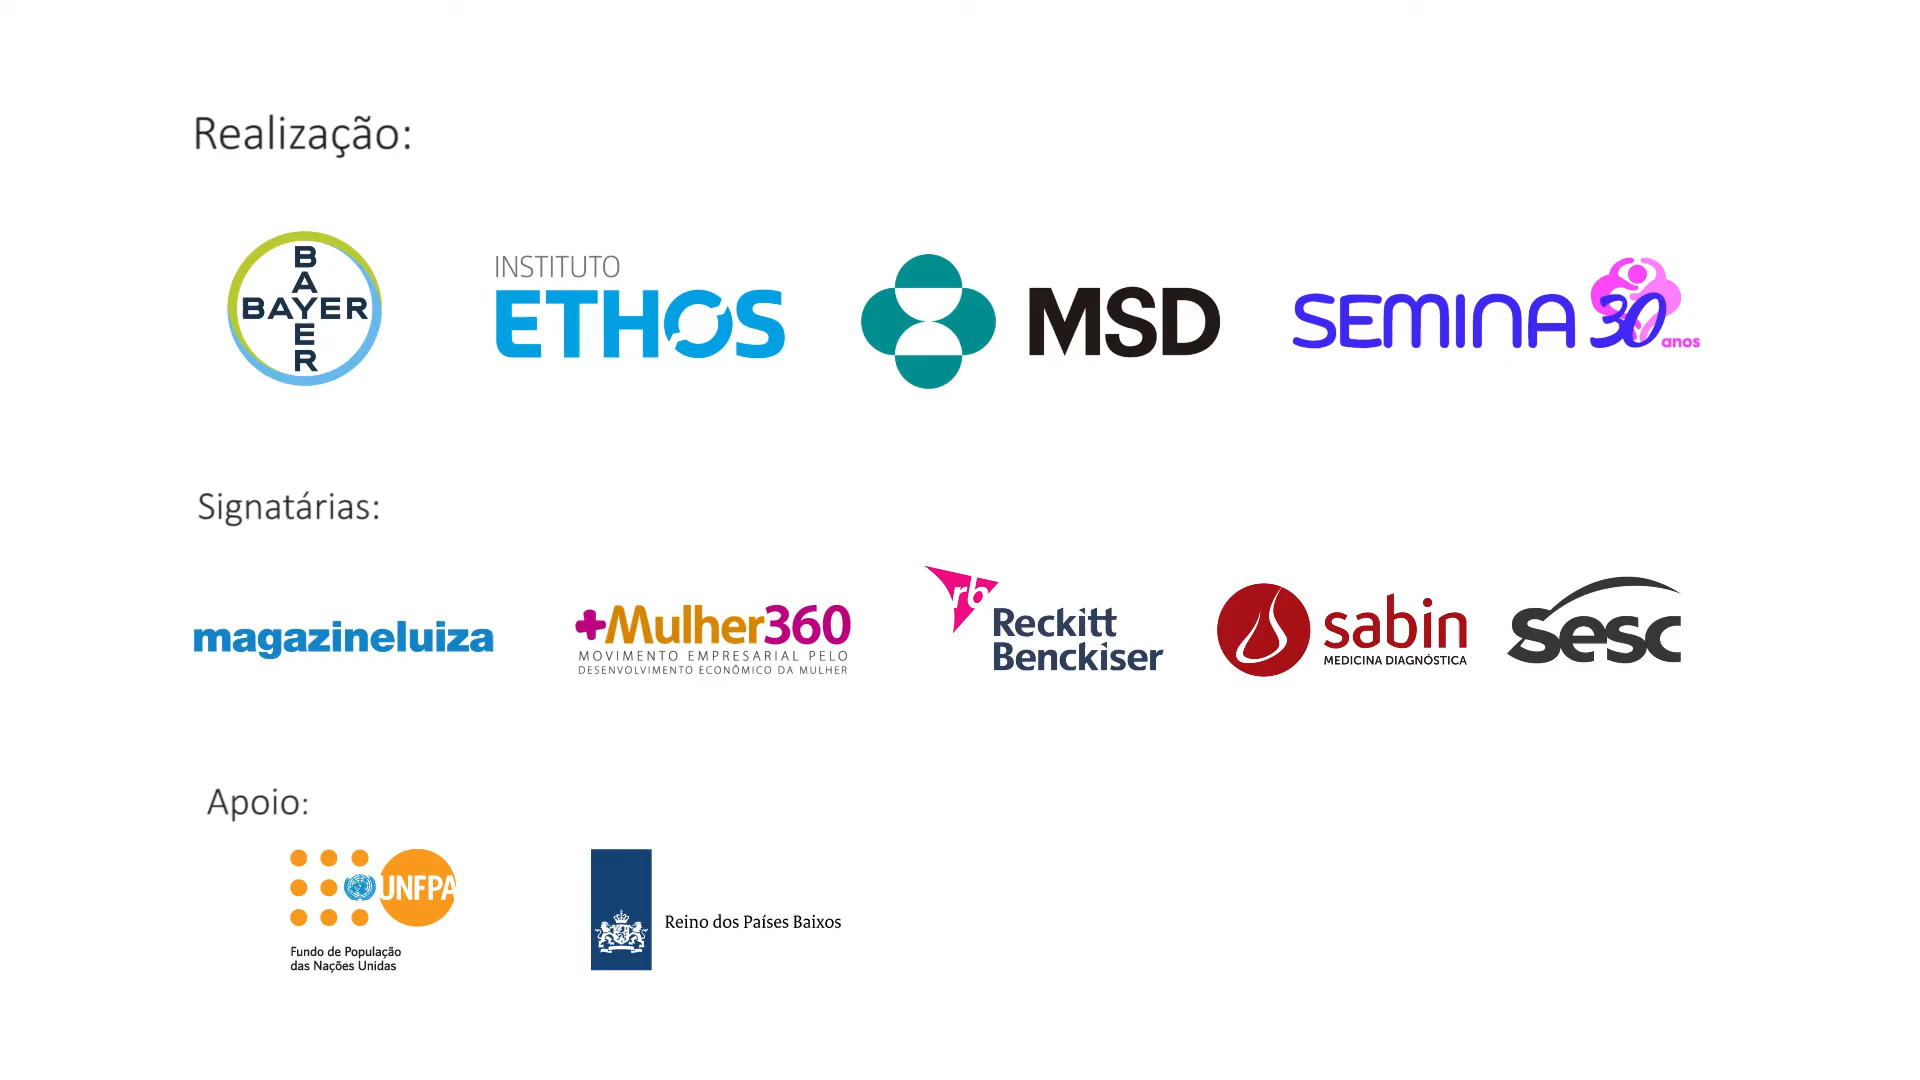 Realização:
BAYER
BAYER
INSTITUTO
ETHOS
MSD
SEMINA 30 anos
Signatárias:
magazineluiza
+Mulher360
MOVIMENTO EMPRESARIAL PELO
DESENVOLVIMENTO ECONÔMICO DA MULHER
rb
Reckitt
Benckiser
sabin
MEDICINA DIAGNÓSTICA
Sesc
Apoio:
UNFPA
Fundo de População
das Nações Unidas
Reino dos Países Baixos